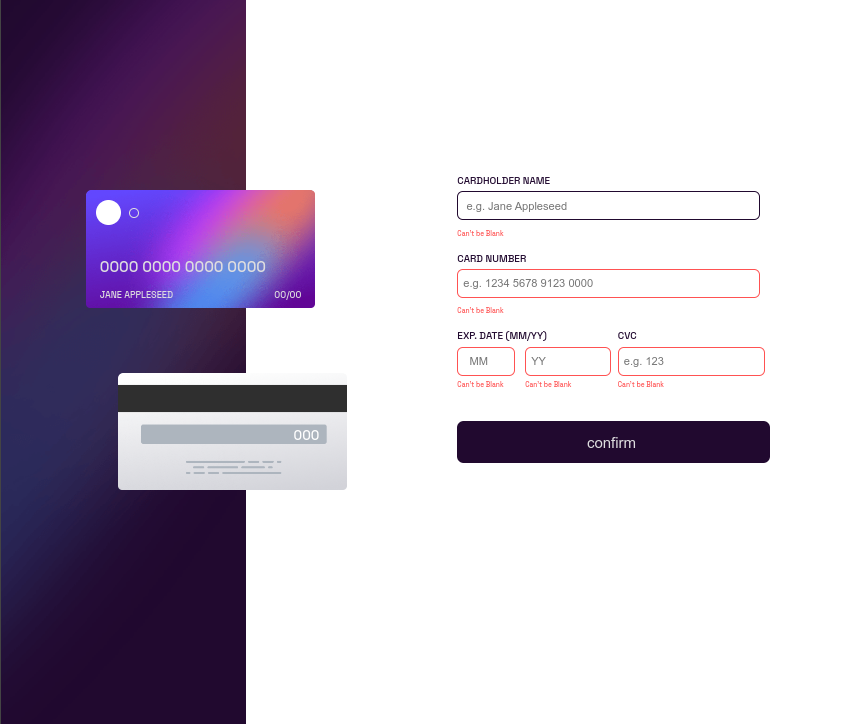 0000 0000 0000 0000
JANE APPLESEED 00/00
000
CARDHOLDER NAME
e.g. Jane Appleseed
Can't be Blank
CARD NUMBER
e.g. 1234 5678 9123 0000
Can't be Blank
EXP. DATE (MM/YY) CVC
MM YY e.g. 123
Can't be Blank Can't be Blank Can't be Blank
confirm